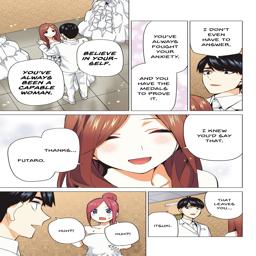 I DON'T
EVEN HAVE
TO ANSWER.
YOU'VE
ALWAYS
FOUGHT
YOUR
ANXIETY,
AND YOU
HAVE THE
MEDALS
TO PROVE
IT.
BELIEVE
IN YOUR-
SELF.
YOU'VE
ALWAYS BEEN
A CAPABLE
WOMAN.
I KNEW
YOU'D SAY
THAT.
THANKS...
FUTARO.
THAT
LEAVES
YOU...
ITSUKI.
HUH?!
HUH?!